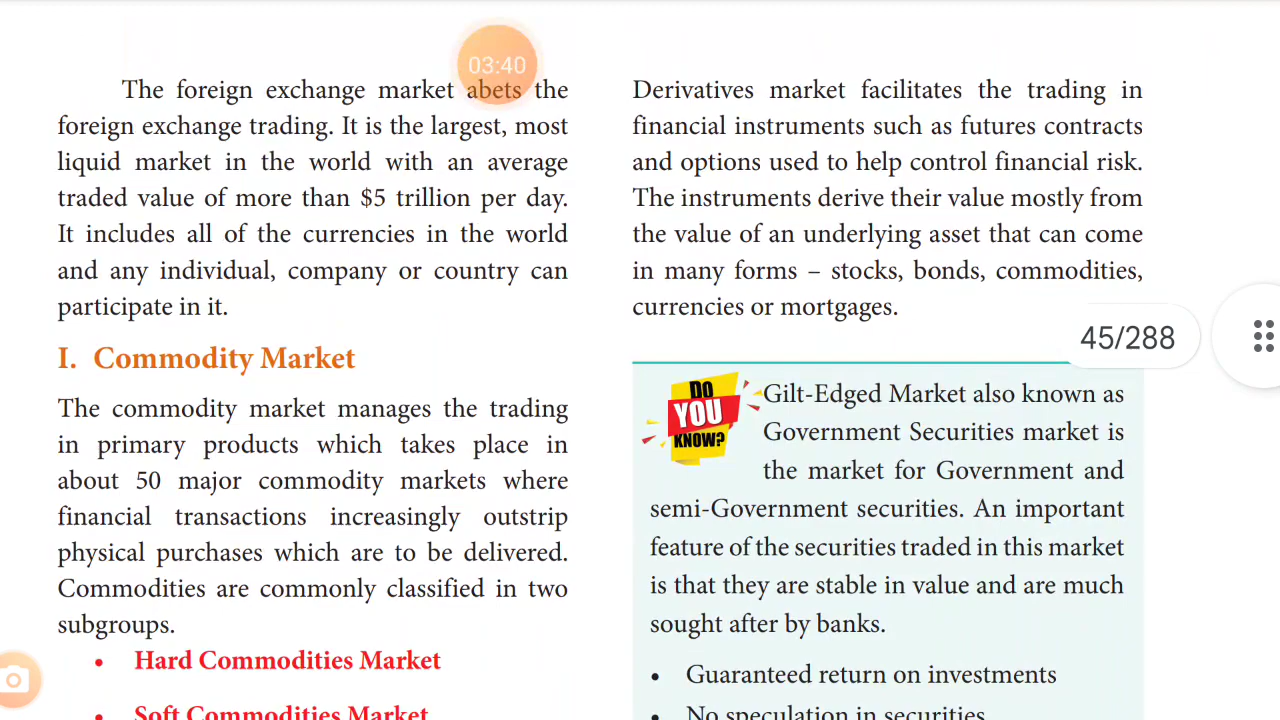 03:40
The foreign exchange market abets the
foreign exchange trading. It is the largest, most
liquid market in the world with an average
traded value of more than $5 trillion per day.
It includes all of the currencies in the world
and any individual, company or country can
participate in it.
I. Commodity Market
The commodity market manages the trading
in primary products which takes place in
about 50 major commodity markets where
financial transactions increasingly outstrip
physical purchases which are to be delivered.
Commodities are commonly classified in two
subgroups.
• Hard Commodities Market
• Soft Commodities Market
Derivatives market facilitates the trading in
financial instruments such as futures contracts
and options used to help control financial risk.
The instruments derive their value mostly from
the value of an underlying asset that can come
in many forms – stocks, bonds, commodities,
currencies or mortgages.
45/288
DO
YOU
KNOW?
Gilt-Edged Market also known as
Government Securities market is
the market for Government and
semi-Government securities. An important
feature of the securities traded in this market
is that they are stable in value and are much
sought after by banks.
• Guaranteed return on investments
• No speculation in securities